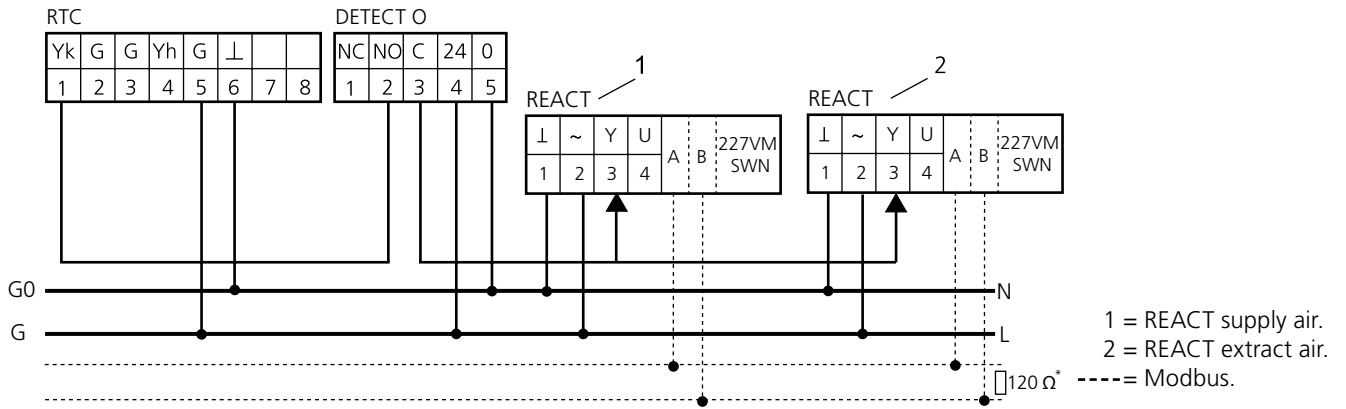 RTC
Yk G G Yh G ⊥
1 2 3 4 5 6 7 8
DETECT O
NC NO C 24 0
1 2 3 4 5
1
REACT
⊥ ~ Y U A B 227VM
SWN
1 2 3 4
2
REACT
⊥ ~ Y U A B 227VM
SWN
1 2 3 4
G0 N
G L
120 Ω*
1 = REACT supply air.
2 = REACT extract air.
----= Modbus.